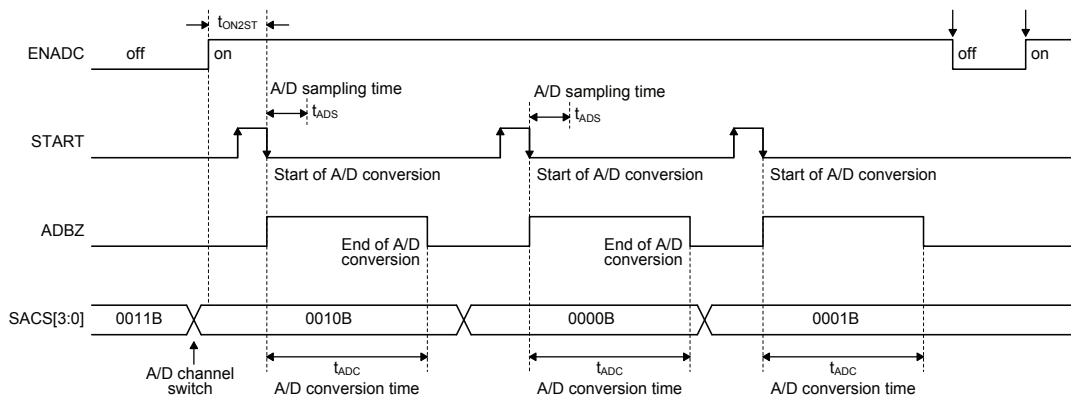 tON2ST
ENADC
off
on
off
on
A/D sampling time
tADS
A/D sampling time
tADS
START
Start of A/D conversion
Start of A/D conversion
Start of A/D conversion
ADBZ
End of A/D
conversion
End of A/D
conversion
SACS[3:0]
0011B
0010B
0000B
0001B
A/D channel
switch
tADC
A/D conversion time
tADC
A/D conversion time
tADC
A/D conversion time